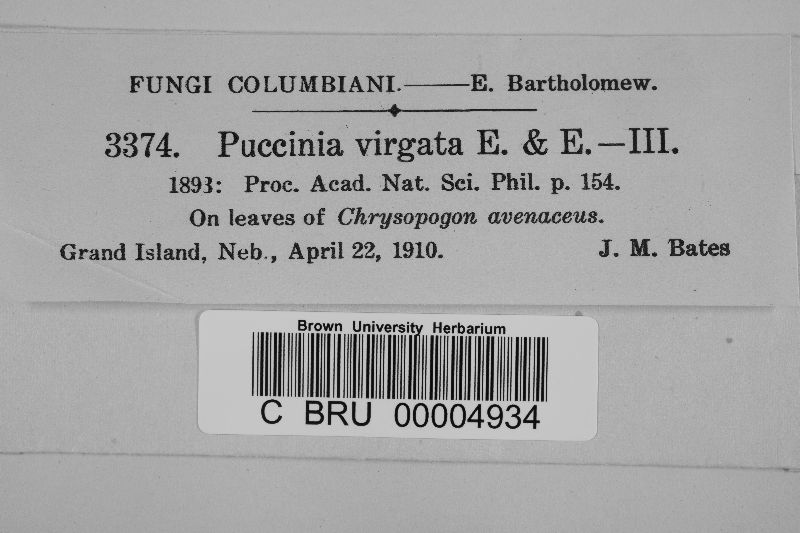 FUNGI COLUMBIANI.——E. Bartholomew.
3374. Puccinia virgata E. & E.—III.
1893: Proc. Acad. Nat. Sci. Phil. p. 154.
On leaves of Chrysopogon avenaceus.
Grand Island, Neb., April 22, 1910. J. M. Bates
Brown University Herbarium
C BRU 00004934